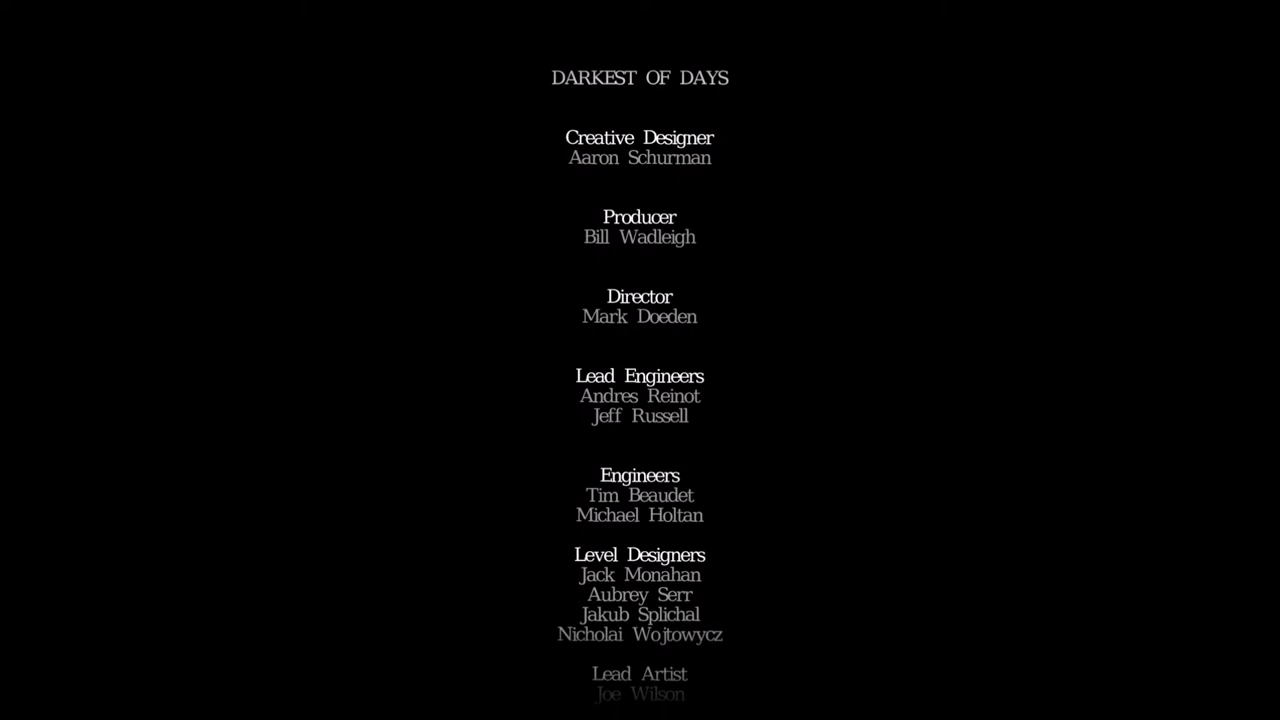 DARKEST OF DAYS
Creative Designer
Aaron Schurman
Producer
Bill Wadleigh
Director
Mark Doeden
Lead Engineers
Andres Reinot
Jeff Russell
Engineers
Tim Beaudet
Michael Holtan
Level Designers
Jack Monahan
Aubrey Serr
Jakub Splichal
Nicholai Wojtowycz
Lead Artist
Joe Wilson